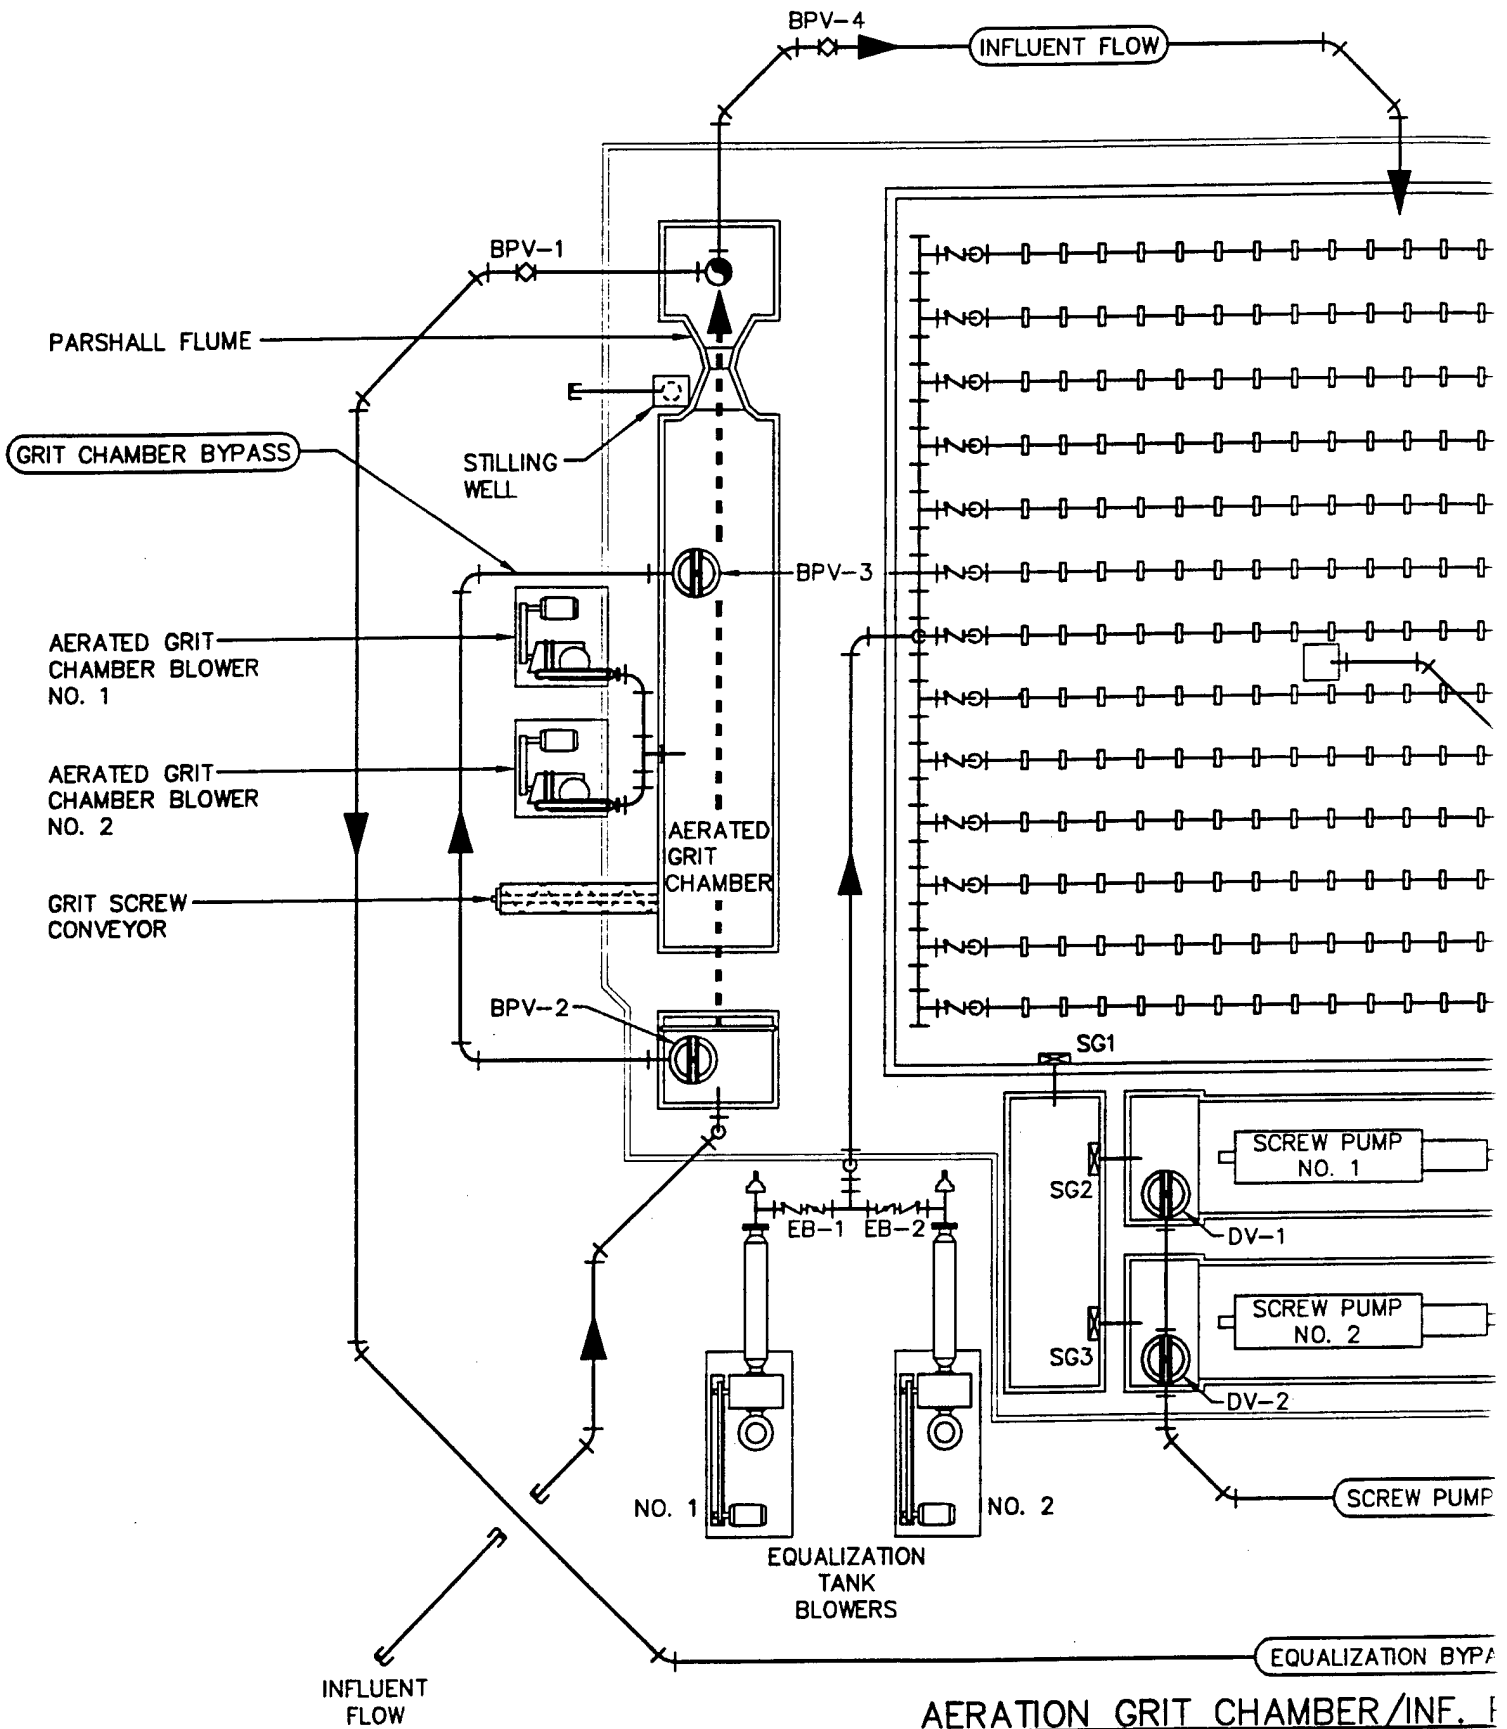 BPV-4
INFLUENT FLOW
BPV-1
PARSHALL FLUME
GRIT CHAMBER BYPASS
STILLING
WELL
BPV-3
AERATED GRIT
CHAMBER BLOWER
NO. 1
AERATED GRIT
CHAMBER BLOWER
NO. 2
AERATED
GRIT
CHAMBER
GRIT SCREW
CONVEYOR
BPV-2
SG1
SCREW PUMP
NO. 1
SG2
EB-1
EB-2
DV-1
SCREW PUMP
NO. 2
SG3
DV-2
NO. 1
NO. 2
SCREW PUMP
EQUALIZATION
TANK
BLOWERS
EQUALIZATION BYPA
INFLUENT
FLOW
AERATION GRIT CHAMBER/INF.